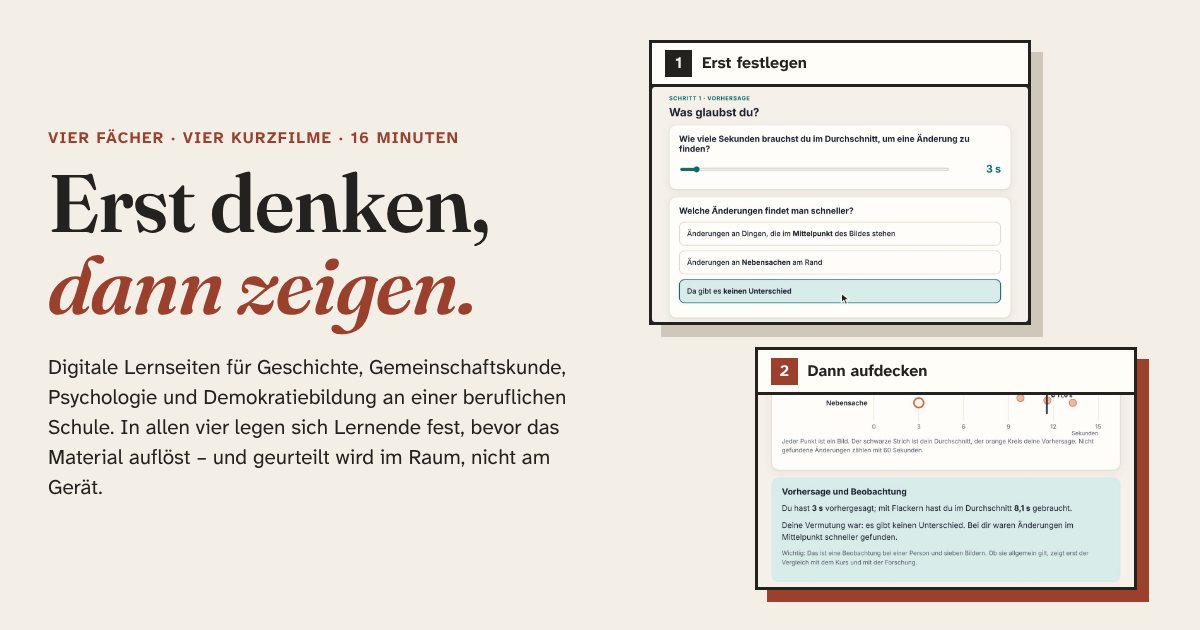 VIER FÄCHER · VIER KURZFILME · 16 MINUTEN
Erst denken,
dann zeigen.
Digitale Lernseiten für Geschichte, Gemeinschaftskunde,
Psychologie und Demokratiebildung an einer beruflichen
Schule. In allen vier legen sich Lernende fest, bevor das
Material auflöst – und geurteilt wird im Raum, nicht am
Gerät.
1 Erst festlegen
SCHRITT 1 · VORHERSAGE
Was glaubst du?
Wie viele Sekunden brauchst du im Durchschnitt, um eine Änderung zu
finden?
3 s
Welche Änderungen findet man schneller?
Änderungen an Dingen, die im Mittelpunkt des Bildes stehen
Änderungen an Nebensachen am Rand
Da gibt es keinen Unterschied
2 Dann aufdecken
Nebensache
0 3 6 9 12 15
Sekunden
Jeder Punkt ist ein Bild. Der schwarze Strich ist dein Durchschnitt, der orange Kreis deine Vorhersage. Nicht
gefundene Änderungen zählen mit 60 Sekunden.
Vorhersage und Beobachtung
Du hast 3 s vorhergesagt; mit Flackern hast du im Durchschnitt 8,1 s gebraucht.
Deine Vermutung war: es gibt keinen Unterschied. Bei dir waren Änderungen im
Mittelpunkt schneller gefunden.
Wichtig: Das ist eine Beobachtung bei einer Person und sieben Bildern. Ob sie allgemein gilt, zeigt erst der
Vergleich mit dem Kurs und mit der Forschung.